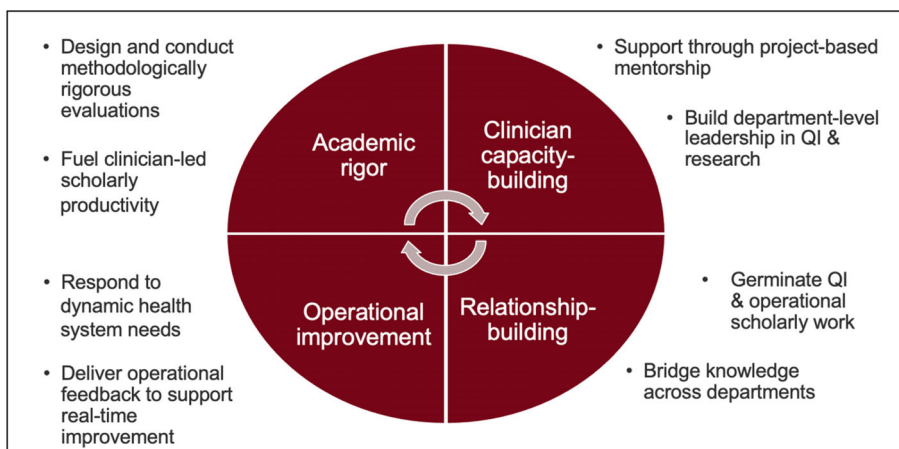 • Design and conduct
methodologically
rigorous
evaluations
• Fuel clinician-led
scholarly
productivity
Academic
rigor
Clinician
capacity-
building
• Support through project-based
mentorship
• Build department-level
leadership in QI &
research
• Respond to
dynamic health
system needs
• Deliver operational
feedback to support
real-time
improvement
Operational
improvement
Relationship-
building
• Germinate QI
& operational
scholarly work
• Bridge knowledge
across departments